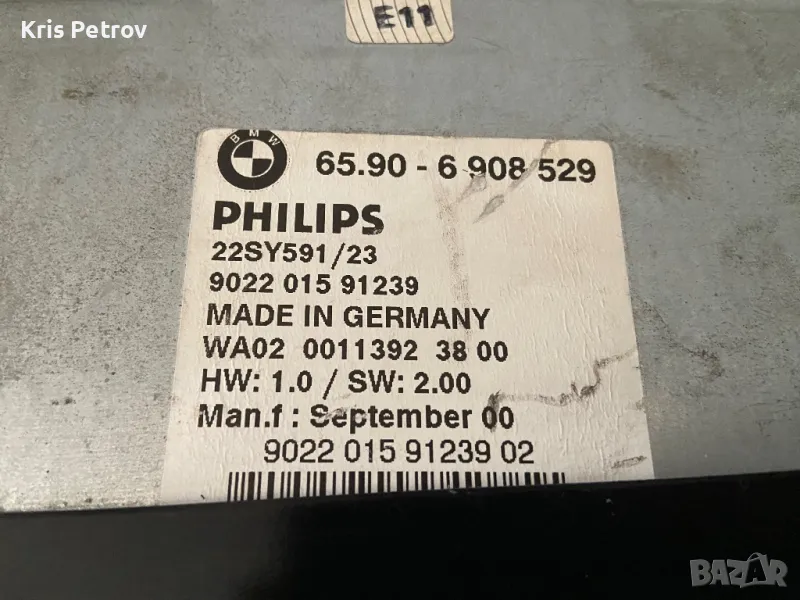 Kris Petrov
E11
BMW
65.90 - 6 908 529
PHILIPS
22SY591/23
9022 015 91239
MADE IN GERMANY
WA02 0011392 38 00
HW: 1.0 / SW: 2.00
Man.f : September 00
9022 015 91239 02
BAZAR